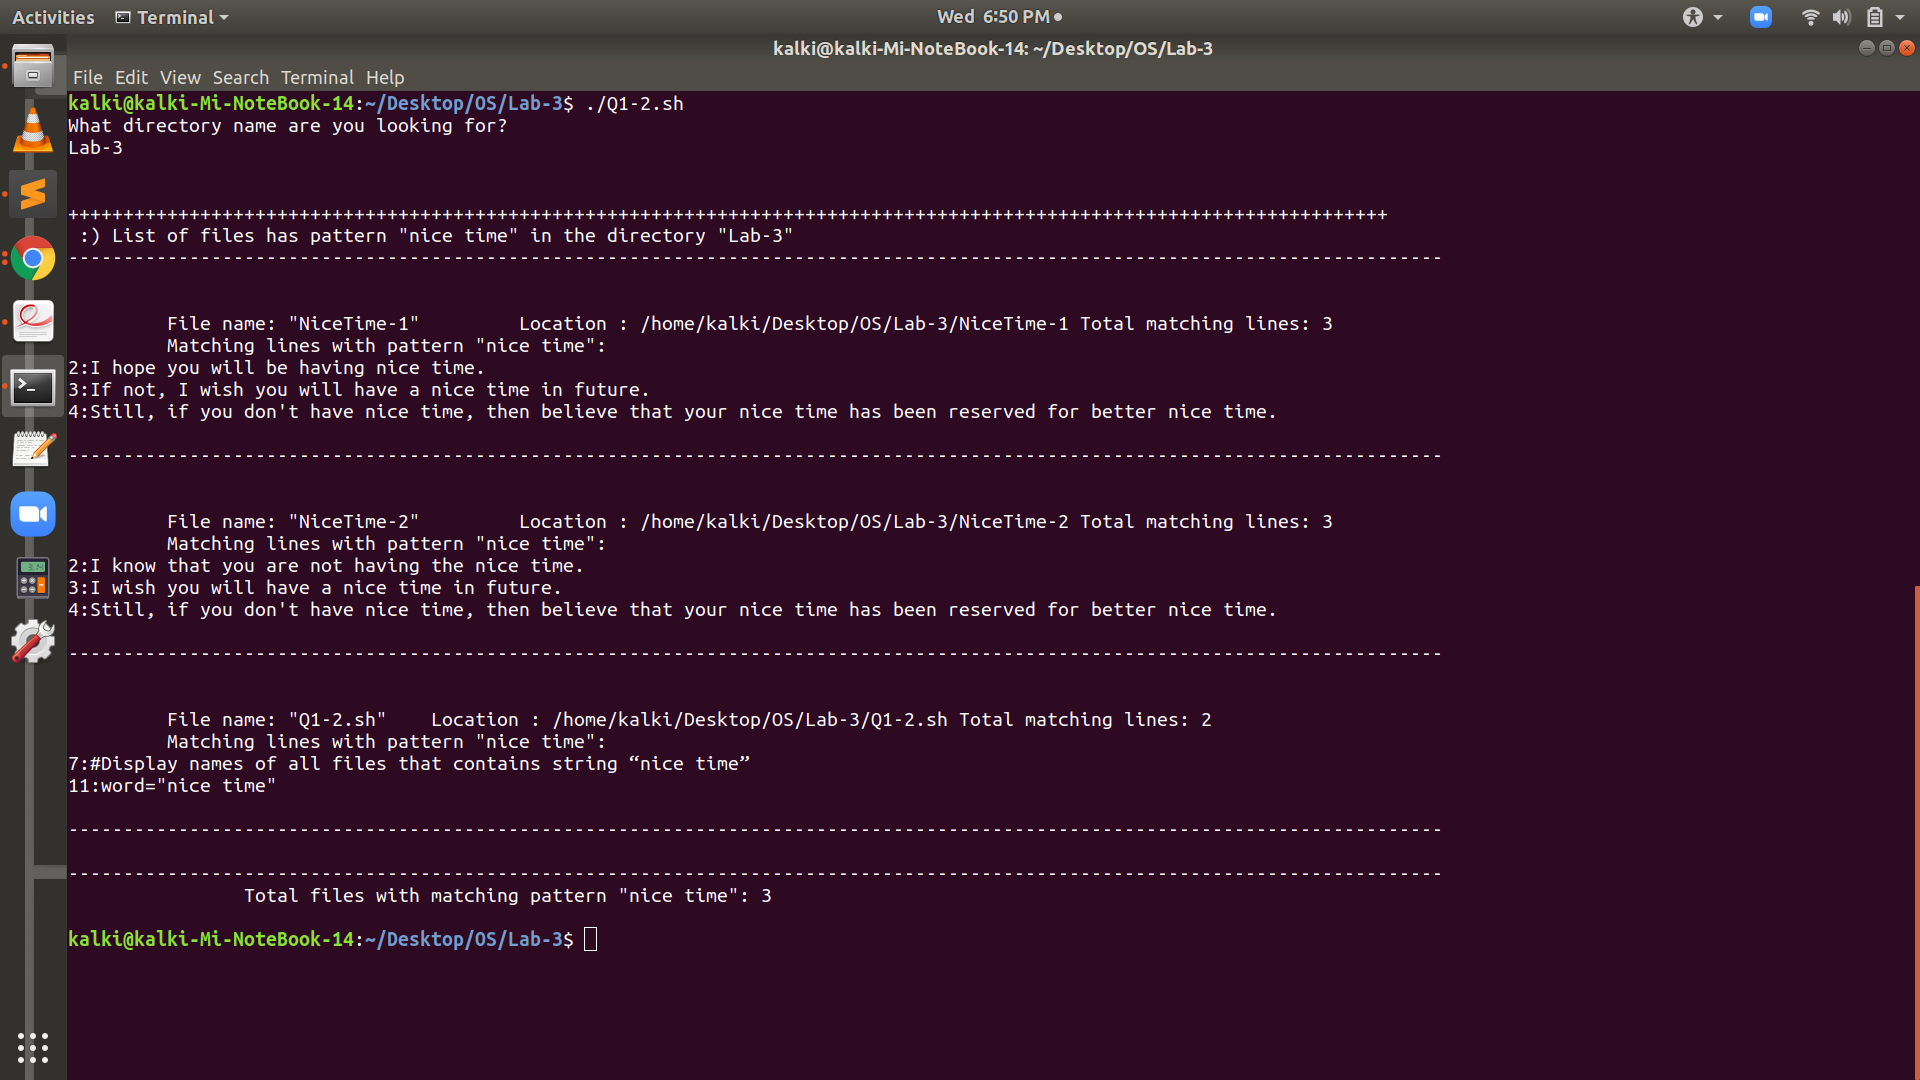 Activities Terminal Wed 6:50 PM
kalki@kalki-Mi-NoteBook-14: ~/Desktop/OS/Lab-3
File Edit View Search Terminal Help
kalki@kalki-Mi-NoteBook-14:~/Desktop/OS/Lab-3$ ./Q1-2.sh
What directory name are you looking for?
Lab-3
++++++++++++++++++++++++++++++++++++++++++++++++++++++++++++++++++++++++++++++++++++++++++++++++++++++++++++++++++++++++
:) List of files has pattern "nice time" in the directory "Lab-3"
-----------------------------------------------------------------------------------------------------------------------------
File name: "NiceTime-1" Location : /home/kalki/Desktop/OS/Lab-3/NiceTime-1 Total matching lines: 3
Matching lines with pattern "nice time":
2:I hope you will be having nice time.
3:If not, I wish you will have a nice time in future.
4:Still, if you don't have nice time, then believe that your nice time has been reserved for better nice time.
-----------------------------------------------------------------------------------------------------------------------------
File name: "NiceTime-2" Location : /home/kalki/Desktop/OS/Lab-3/NiceTime-2 Total matching lines: 3
Matching lines with pattern "nice time":
2:I know that you are not having the nice time.
3:I wish you will have a nice time in future.
4:Still, if you don't have nice time, then believe that your nice time has been reserved for better nice time.
-----------------------------------------------------------------------------------------------------------------------------
File name: "Q1-2.sh" Location : /home/kalki/Desktop/OS/Lab-3/Q1-2.sh Total matching lines: 2
Matching lines with pattern "nice time":
7:#Display names of all files that contains string “nice time”
11:word="nice time"
-----------------------------------------------------------------------------------------------------------------------------
-----------------------------------------------------------------------------------------------------------------------------
Total files with matching pattern "nice time": 3
kalki@kalki-Mi-NoteBook-14:~/Desktop/OS/Lab-3$